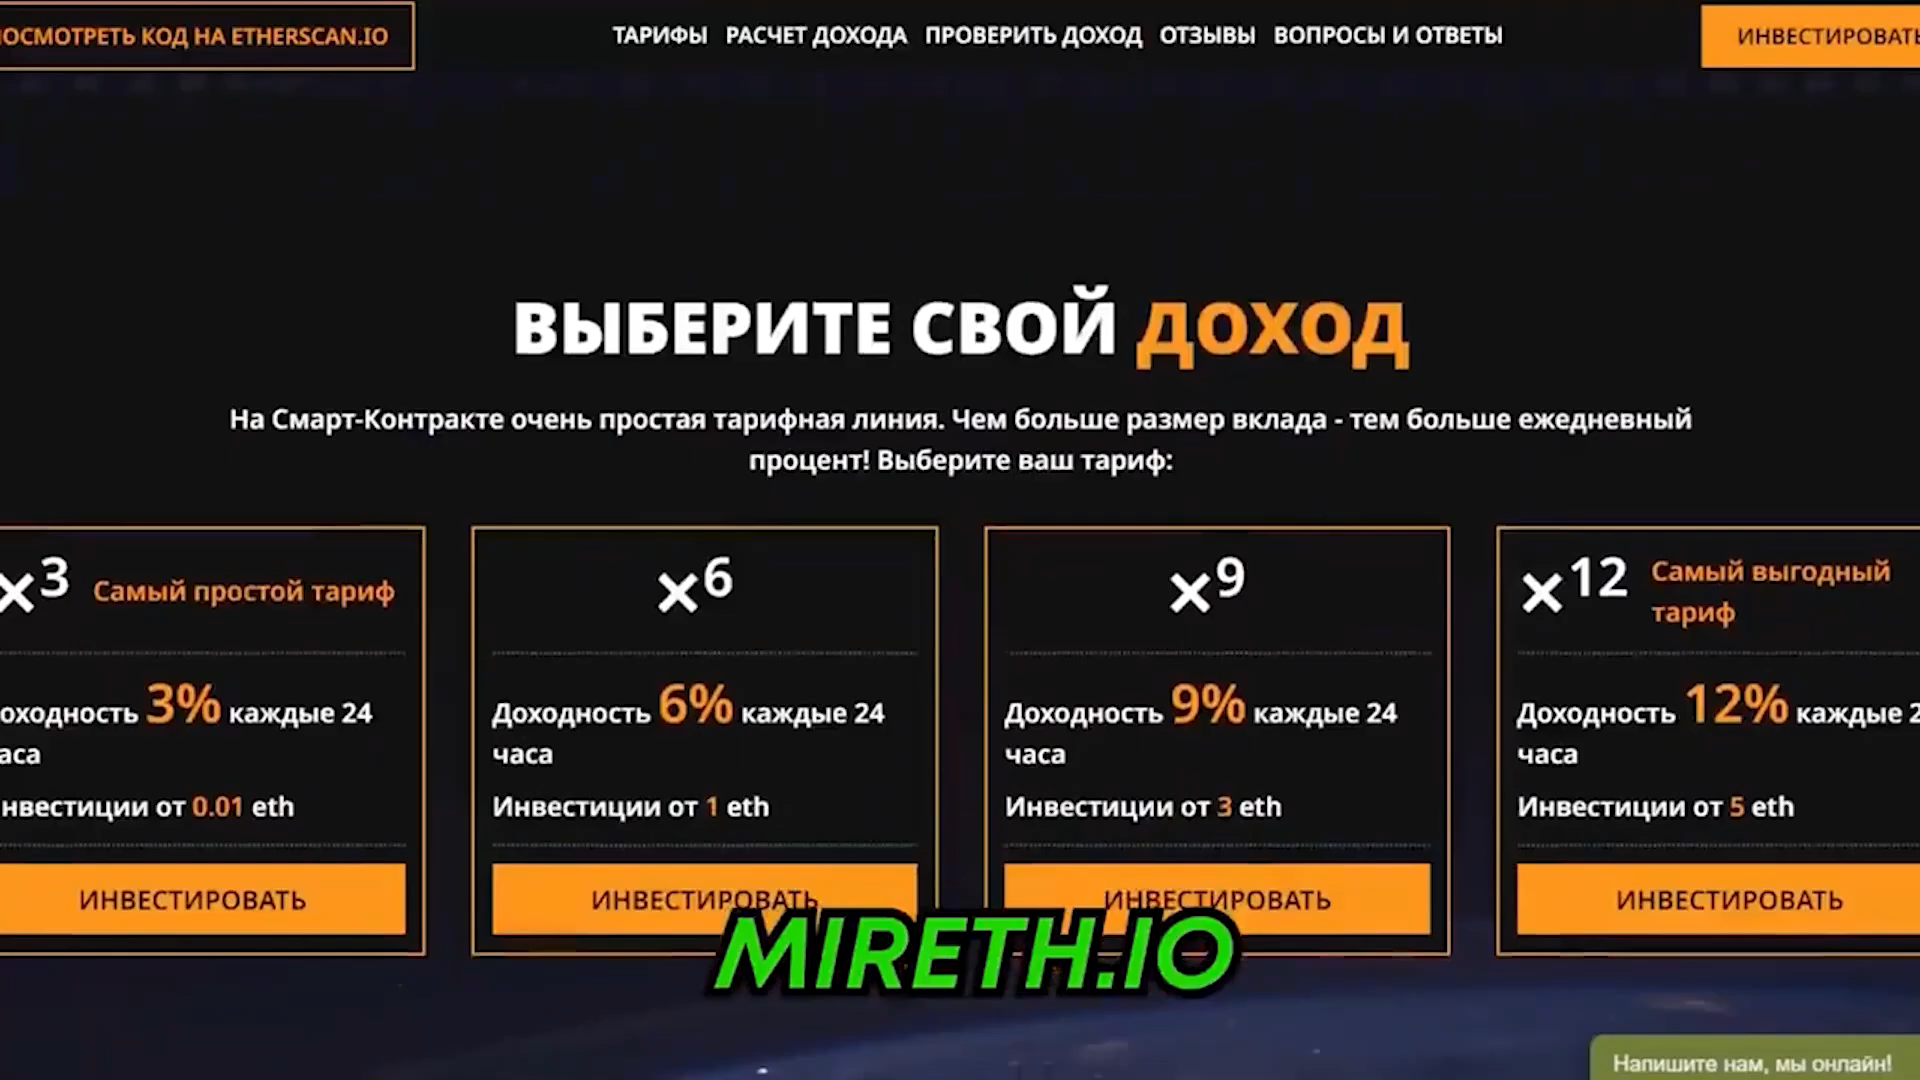 ОСМОТРЕТЬ КОД НА ETHERSCAN.IO
ТАРИФЫ РАСЧЕТ ДОХОДА ПРОВЕРИТЬ ДОХОД ОТЗЫВЫ ВОПРОСЫ И ОТВЕТЫ
ИНВЕСТИРОВАТЬ
ВЫБЕРИТЕ СВОЙ ДОХОД
На Смарт-Контракте очень простая тарифная линия. Чем больше размер вклада - тем больше ежедневный
процент! Выберите ваш тариф:
×3 Самый простой тариф
оходность 3% каждые 24
аса
нвестиции от 0.01 eth
ИНВЕСТИРОВАТЬ
×6
Доходность 6% каждые 24
часа
Инвестиции от 1 eth
ИНВЕСТИРОВАТЬ
×9
Доходность 9% каждые 24
часа
Инвестиции от 3 eth
ИНВЕСТИРОВАТЬ
×12 Самый выгодный
тариф
Доходность 12% каждые 2
часа
Инвестиции от 5 eth
ИНВЕСТИРОВАТЬ
MIRETH.IO
Напишите нам, мы онлайн!